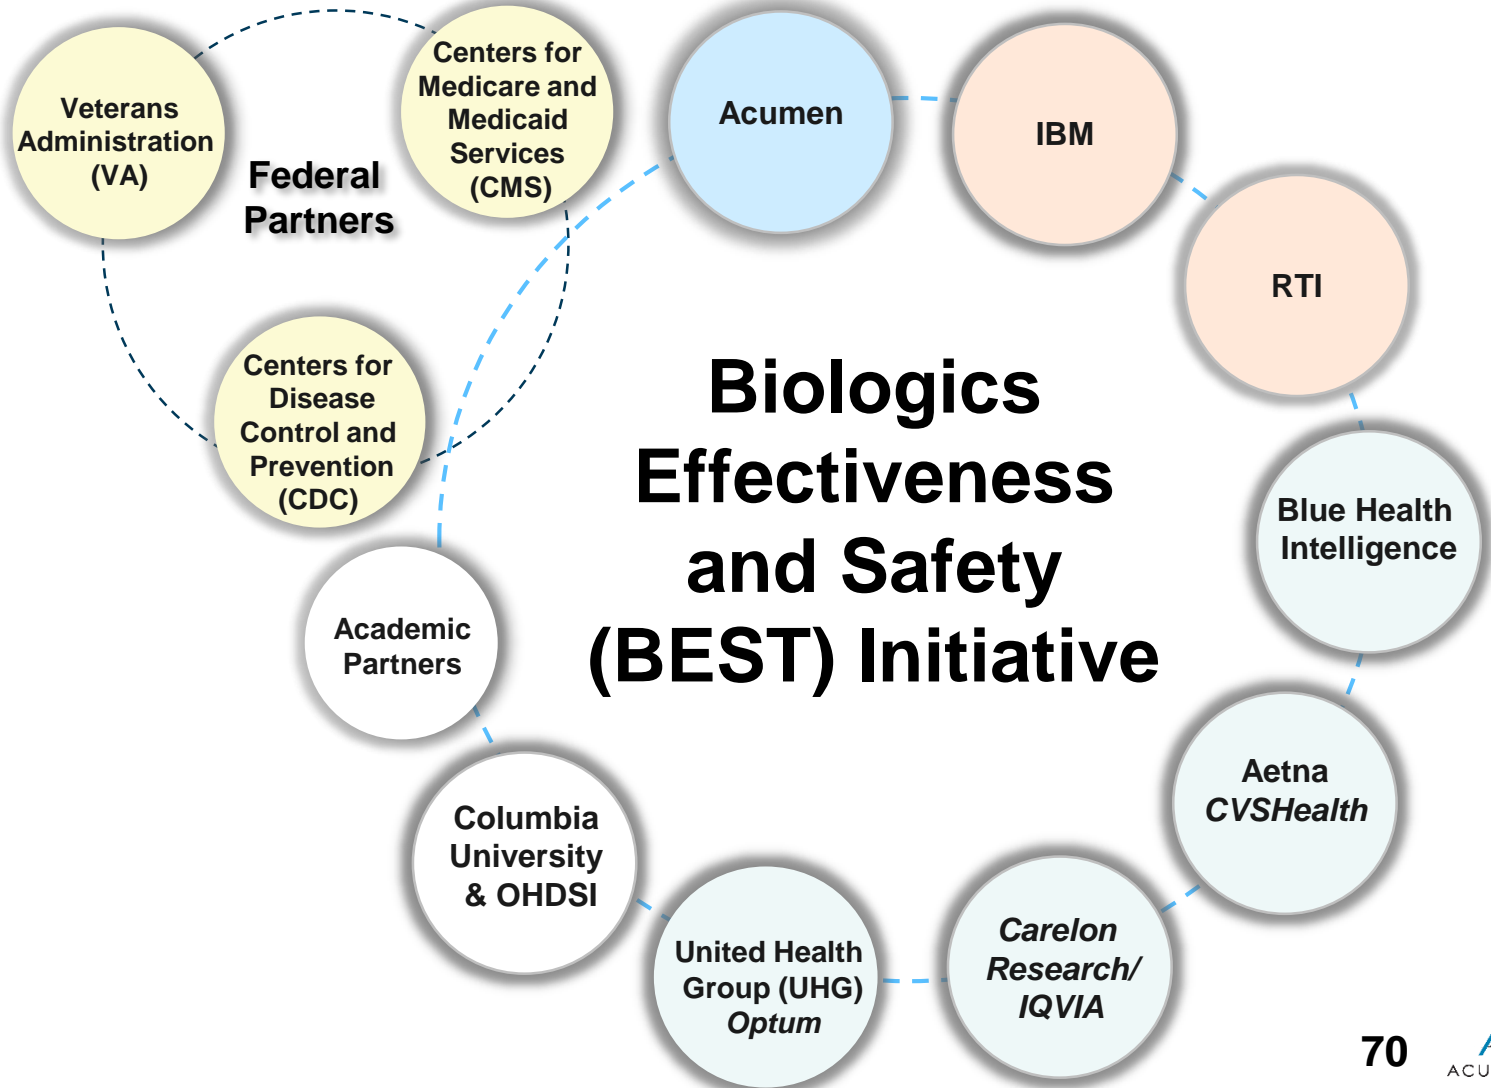 Veterans
Administration
(VA)
Centers for
Medicare and
Medicaid
Services
(CMS)
Federal
Partners
Centers for
Disease
Control and
Prevention
(CDC)
Acumen
IBM
RTI
Blue Health
Intelligence
Aetna
CVSHealth
Carelon
Research/
IQVIA
United Health
Group (UHG)
Optum
Columbia
University
& OHDSI
Academic
Partners
Biologics
Effectiveness
and Safety
(BEST) Initiative
70